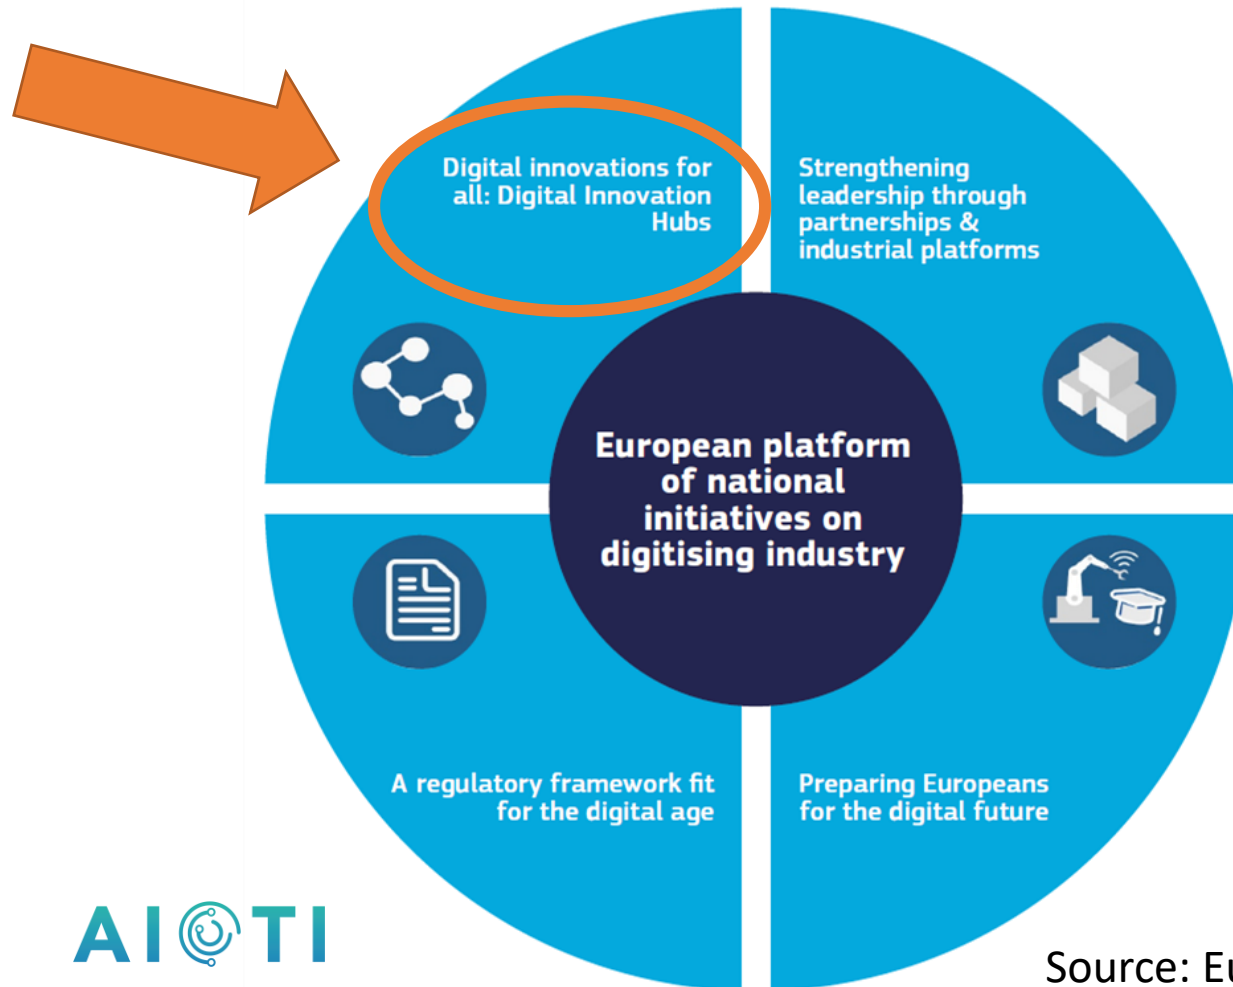 Digital innovations for
all: Digital Innovation
Hubs
Strengthening
leadership through
partnerships &
industrial platforms
European platform
of national
initiatives on
digitising industry
A regulatory framework fit
for the digital age
Preparing Europeans
for the digital future
AIOTI
Source: